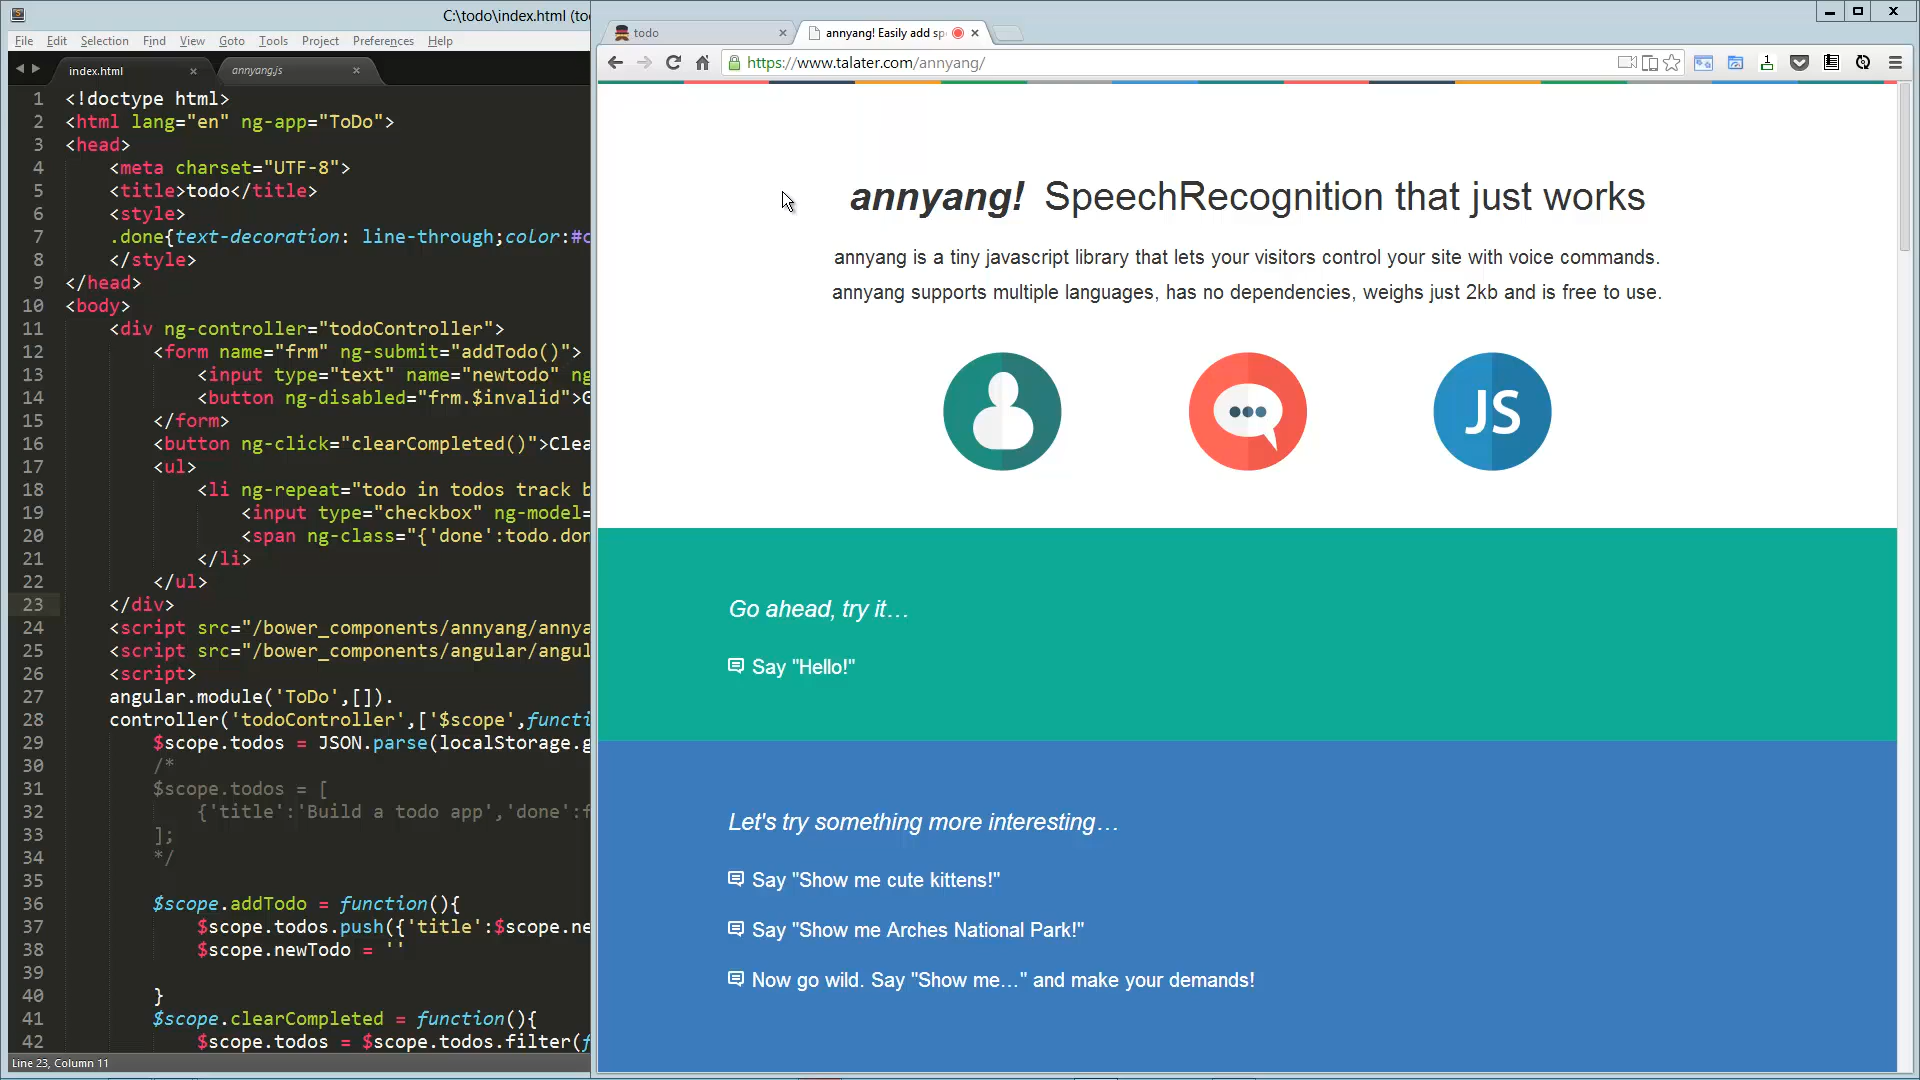 C:\todo\index.html (to
File Edit Selection Find View Goto Tools Project Preferences Help
index.html
annyang.js
1 <!doctype html>
2 <html lang="en" ng-app="ToDo">
3 <head>
4 <meta charset="UTF-8">
5 <title>todo</title>
6 <style>
7 .done{text-decoration: line-through;color:#c
8 </style>
9 </head>
10 <body>
11 <div ng-controller="todoController">
12 <form name="frm" ng-submit="addTodo()">
13 <input type="text" name="newtodo" ng
14 <button ng-disabled="frm.$invalid">G
15 </form>
16 <button ng-click="clearCompleted()">Clea
17 <ul>
18 <li ng-repeat="todo in todos track b
19 <input type="checkbox" ng-model=
20 <span ng-class="{'done':todo.don
21 </li>
22 </ul>
23 </div>
24 <script src="/bower_components/annyang/annya
25 <script src="/bower_components/angular/angul
26 <script>
27 angular.module('ToDo',[]).
28 controller('todoController',['$scope',functi
29 $scope.todos = JSON.parse(localStorage.g
30 /*
31 $scope.todos = [
32 {'title':'Build a todo app','done':f
33 ];
34 */
35
36 $scope.addTodo = function(){
37 $scope.todos.push({'title':$scope.ne
38 $scope.newTodo = ''
39
40 }
41 $scope.clearCompleted = function(){
42 $scope.todos = $scope.todos.filter(f
Line 23, Column 11
todo
annyang! Easily add sp
https://www.talater.com/annyang/
annyang! SpeechRecognition that just works
annyang is a tiny javascript library that lets your visitors control your site with voice commands.
annyang supports multiple languages, has no dependencies, weighs just 2kb and is free to use.
JS
Go ahead, try it…
Say "Hello!"
Let's try something more interesting…
Say "Show me cute kittens!"
Say "Show me Arches National Park!"
Now go wild. Say "Show me…" and make your demands!